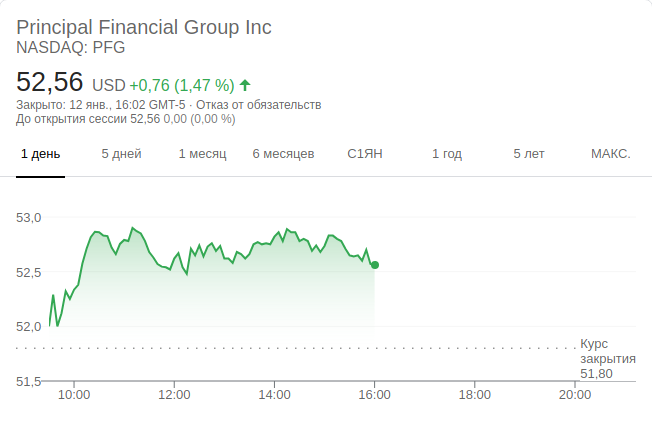 Principal Financial Group Inc
NASDAQ: PFG
52,56 USD +0,76 (1,47 %)
Закрыто: 12 янв., 16:02 GMT-5 · Отказ от обязательств
До открытия сессии 52,56 0,00 (0,00 %)
1 день 5 дней 1 месяц 6 месяцев С1ЯН 1 год 5 лет МАКС.
53,0
52,5
52,0
Курс
закрытия
51,80
51,5
10:00 12:00 14:00 16:00 18:00 20:00